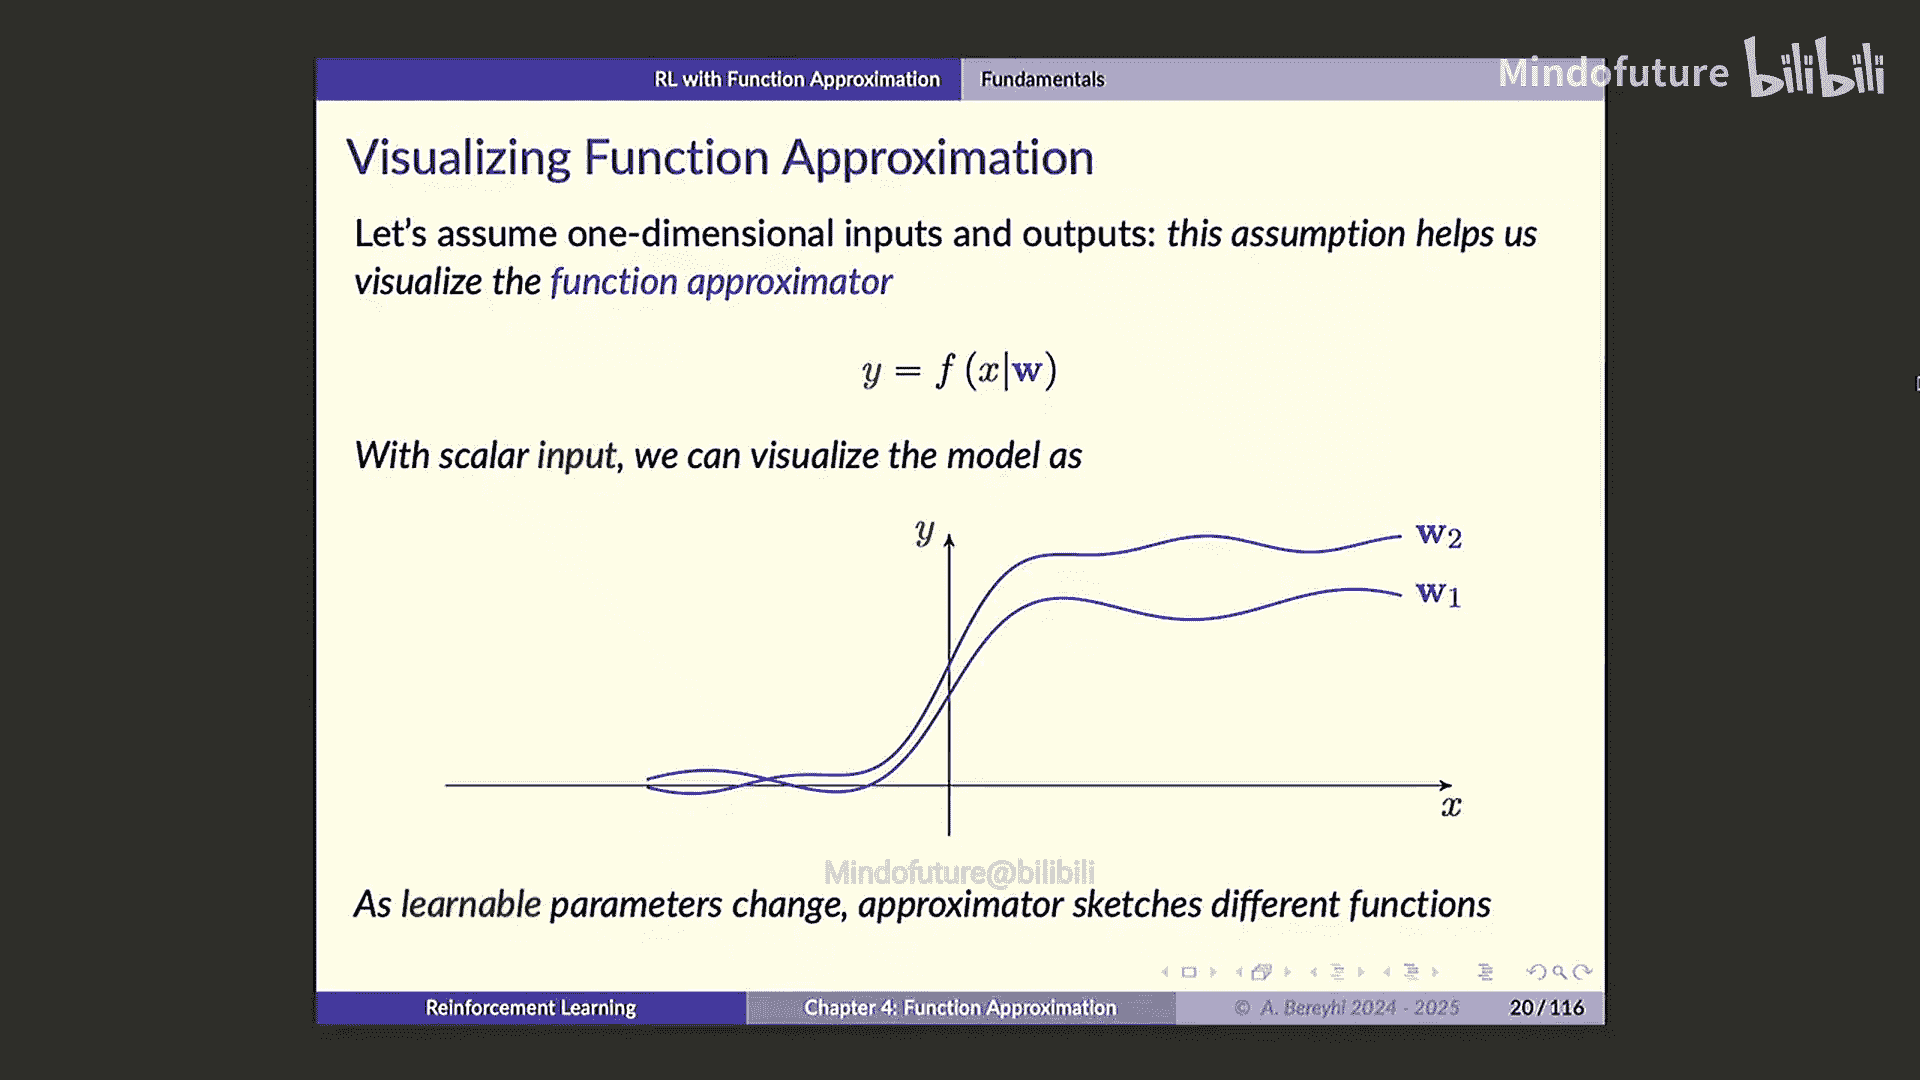 RL with Function Approximation Fundamentals
Mindofuture bilibili
Visualizing Function Approximation
Let's assume one-dimensional inputs and outputs: this assumption helps us
visualize the function approximator
y = f (x|w)
With scalar input, we can visualize the model as
y
w₂
w₁
x
Mindofuture@bilibili
As learnable parameters change, approximator sketches different functions
Reinforcement Learning Chapter 4: Function Approximation © A. Bereyhi 2024 - 2025 20/116